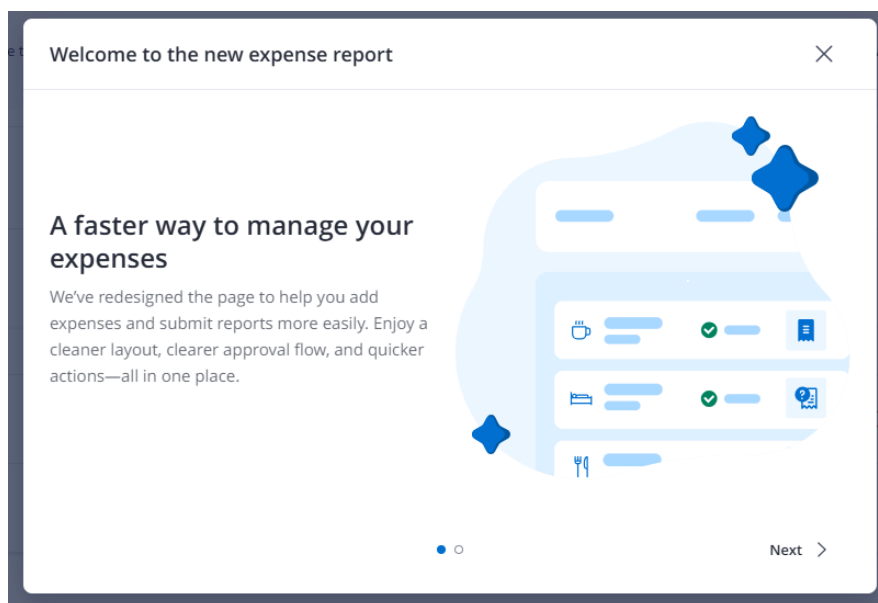 Welcome to the new expense report
A faster way to manage your
expenses
We've redesigned the page to help you add
expenses and submit reports more easily. Enjoy a
cleaner layout, clearer approval flow, and quicker
actions—all in one place.
Next